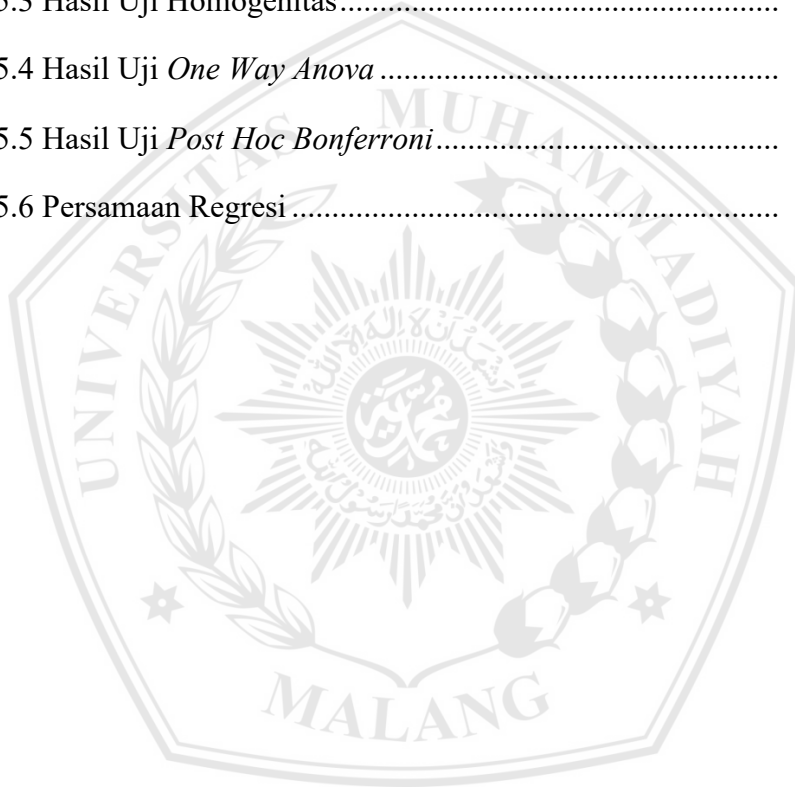 5.3 Hasil Uji Homogenitas
5.4 Hasil Uji One Way Anova
5.5 Hasil Uji Post Hoc Bonferroni
5.6 Persamaan Regresi
UNIVERSITAS MUHAMMADIYAH
MALANG